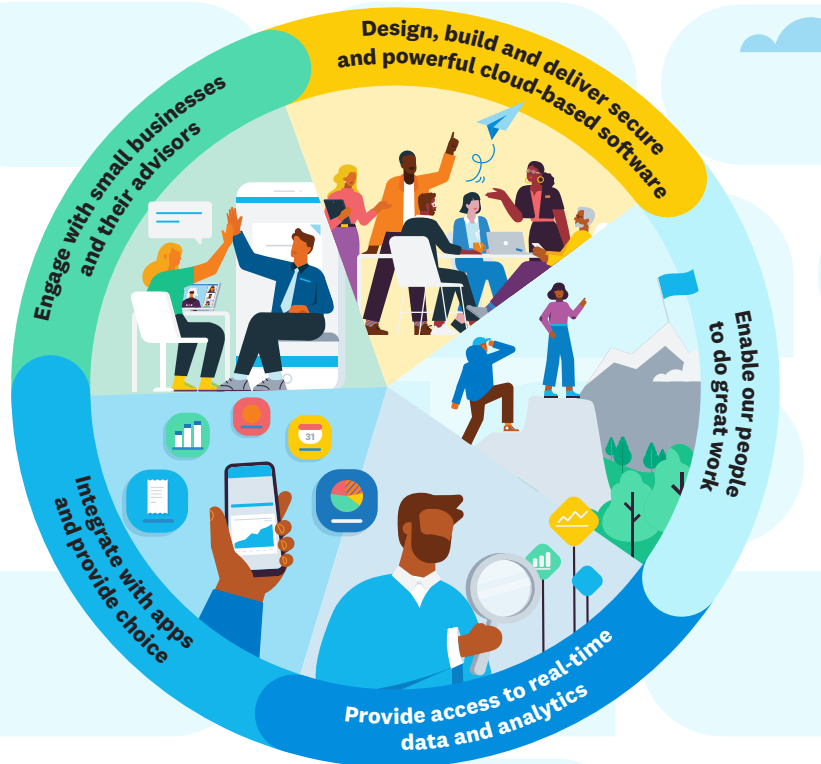 Design, build and deliver secure
and powerful cloud-based software
Enable our people
to do great work
Provide access to real-time
data and analytics
Integrate with apps
and provide choice
Engage with small businesses
and their advisors
31